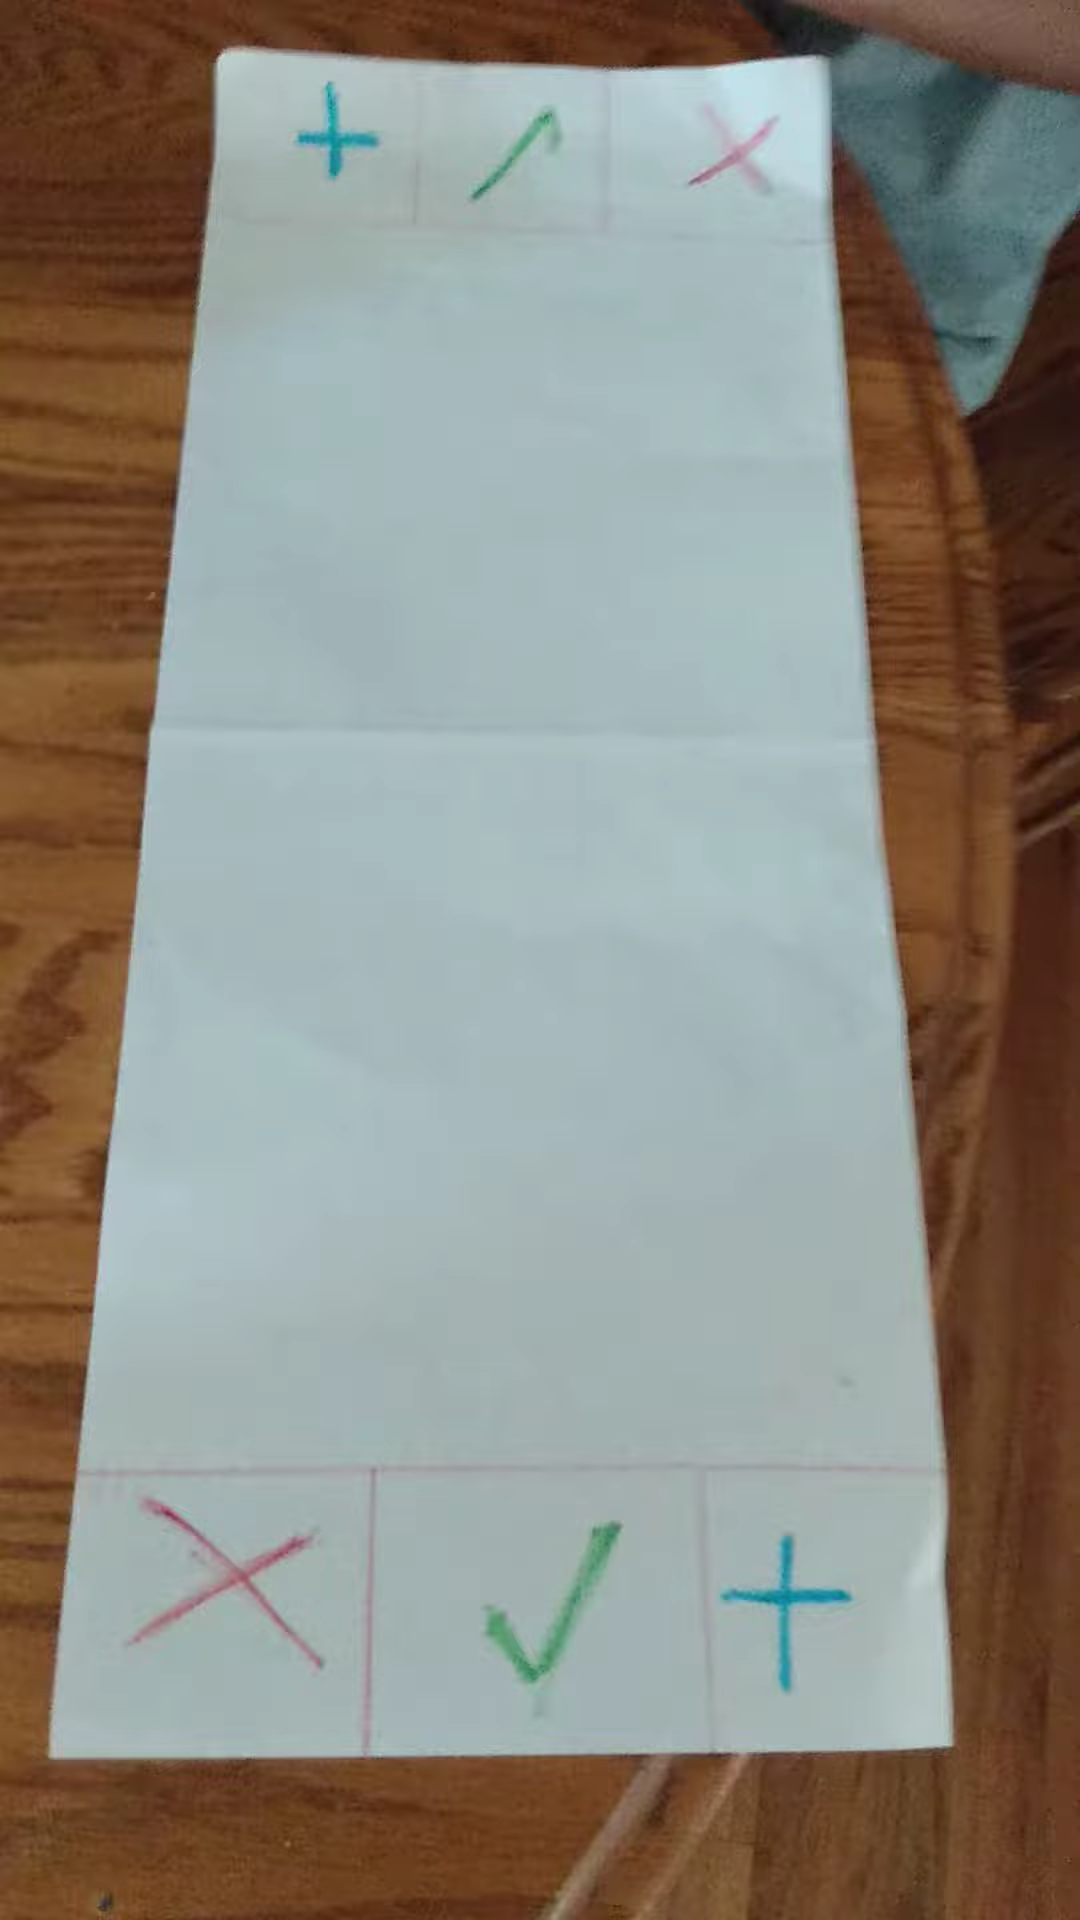 + ✓ ×
× ✓ +